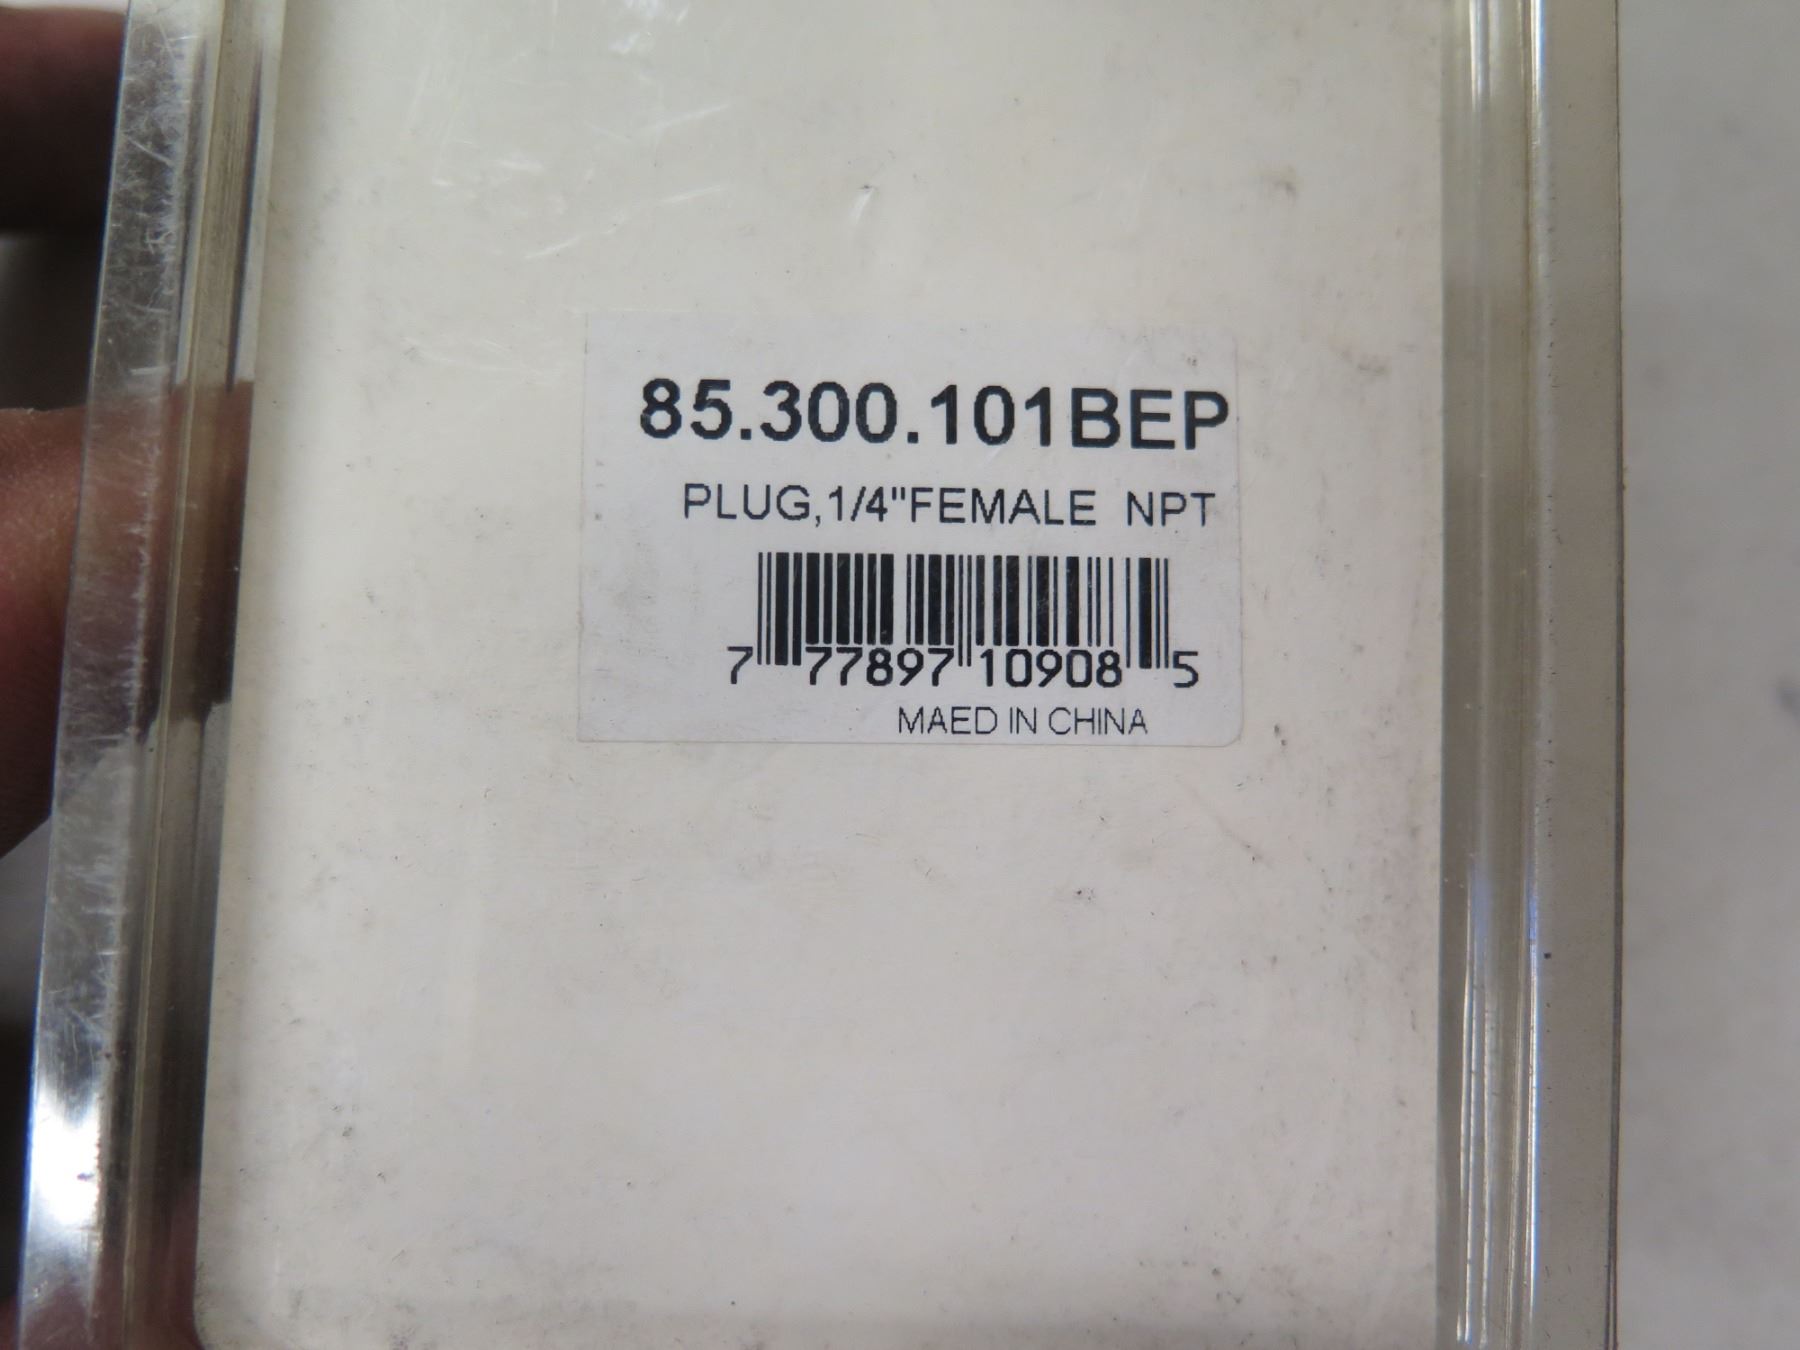 85.300.101BEP
PLUG,1/4"FEMALE NPT
7 77897 10908 5
MAED IN CHINA